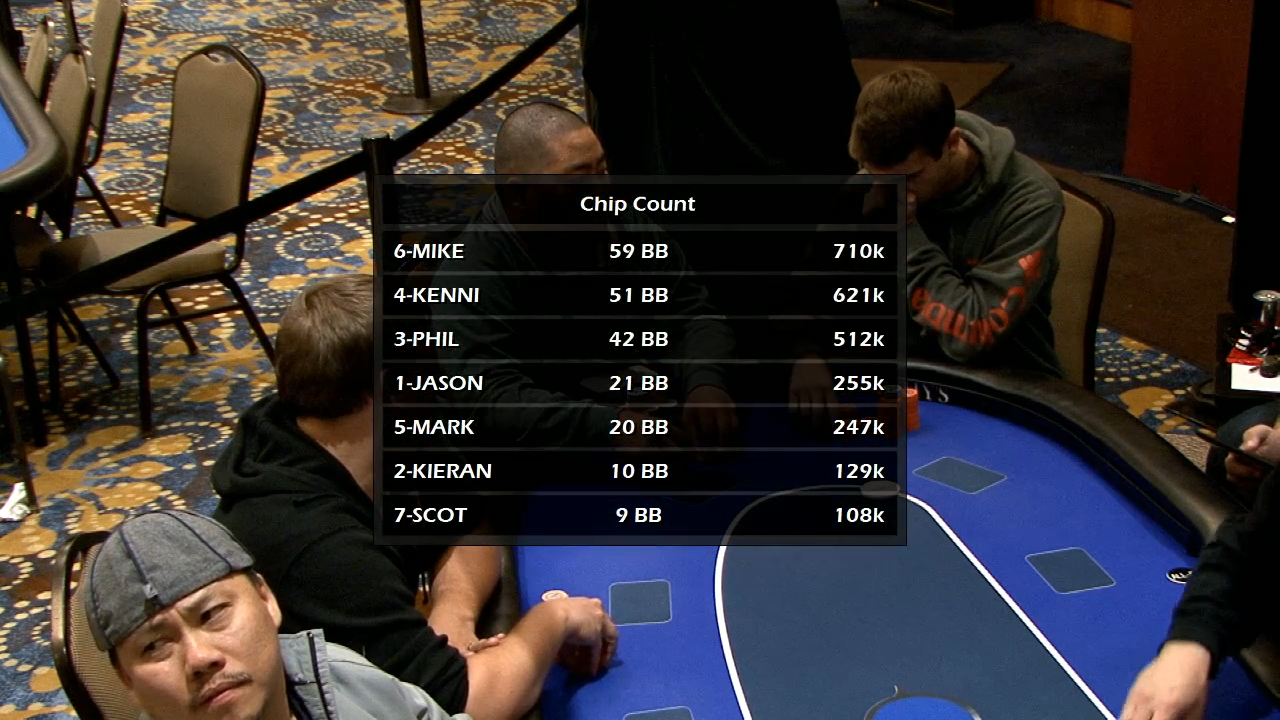 Chip Count
6-MIKE 59 BB 710k
4-KENNI 51 BB 621k
3-PHIL 42 BB 512k
1-JASON 21 BB 255k
5-MARK 20 BB 247k
2-KIERAN 10 BB 129k
7-SCOT 9 BB 108k